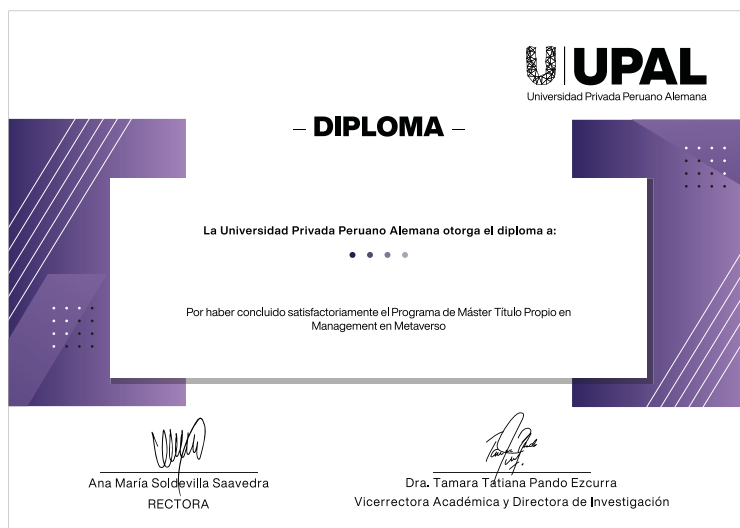 UPAL
Universidad Privada Peruano Alemana
– DIPLOMA –
La Universidad Privada Peruano Alemana otorga el diploma a:
Por haber concluido satisfactoriamente el Programa de Máster Título Propio en
Management en Metaverso
Ana María Soldevilla Saavedra
RECTORA
Dra. Tamara Tatiana Pando Ezcurra
Vicerrectora Académica y Directora de Investigación